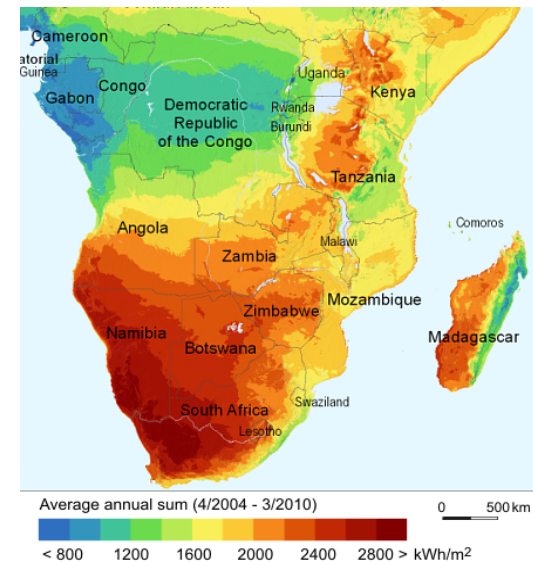 Cameroon
atorial
Guinea
Gabon
Congo
Democratic
Republic
of the Congo
Uganda
Kenya
Rwanda
Burundi
Tanzania
Comoros
Angola
Malawi
Zambia
Mozambique
Zimbabwe
Namibia
Botswana
Madagascar
Swaziland
South Africa
Lesotho
Average annual sum (4/2004 - 3/2010)
0 500 km
< 800 1200 1600 2000 2400 2800 > kWh/m²